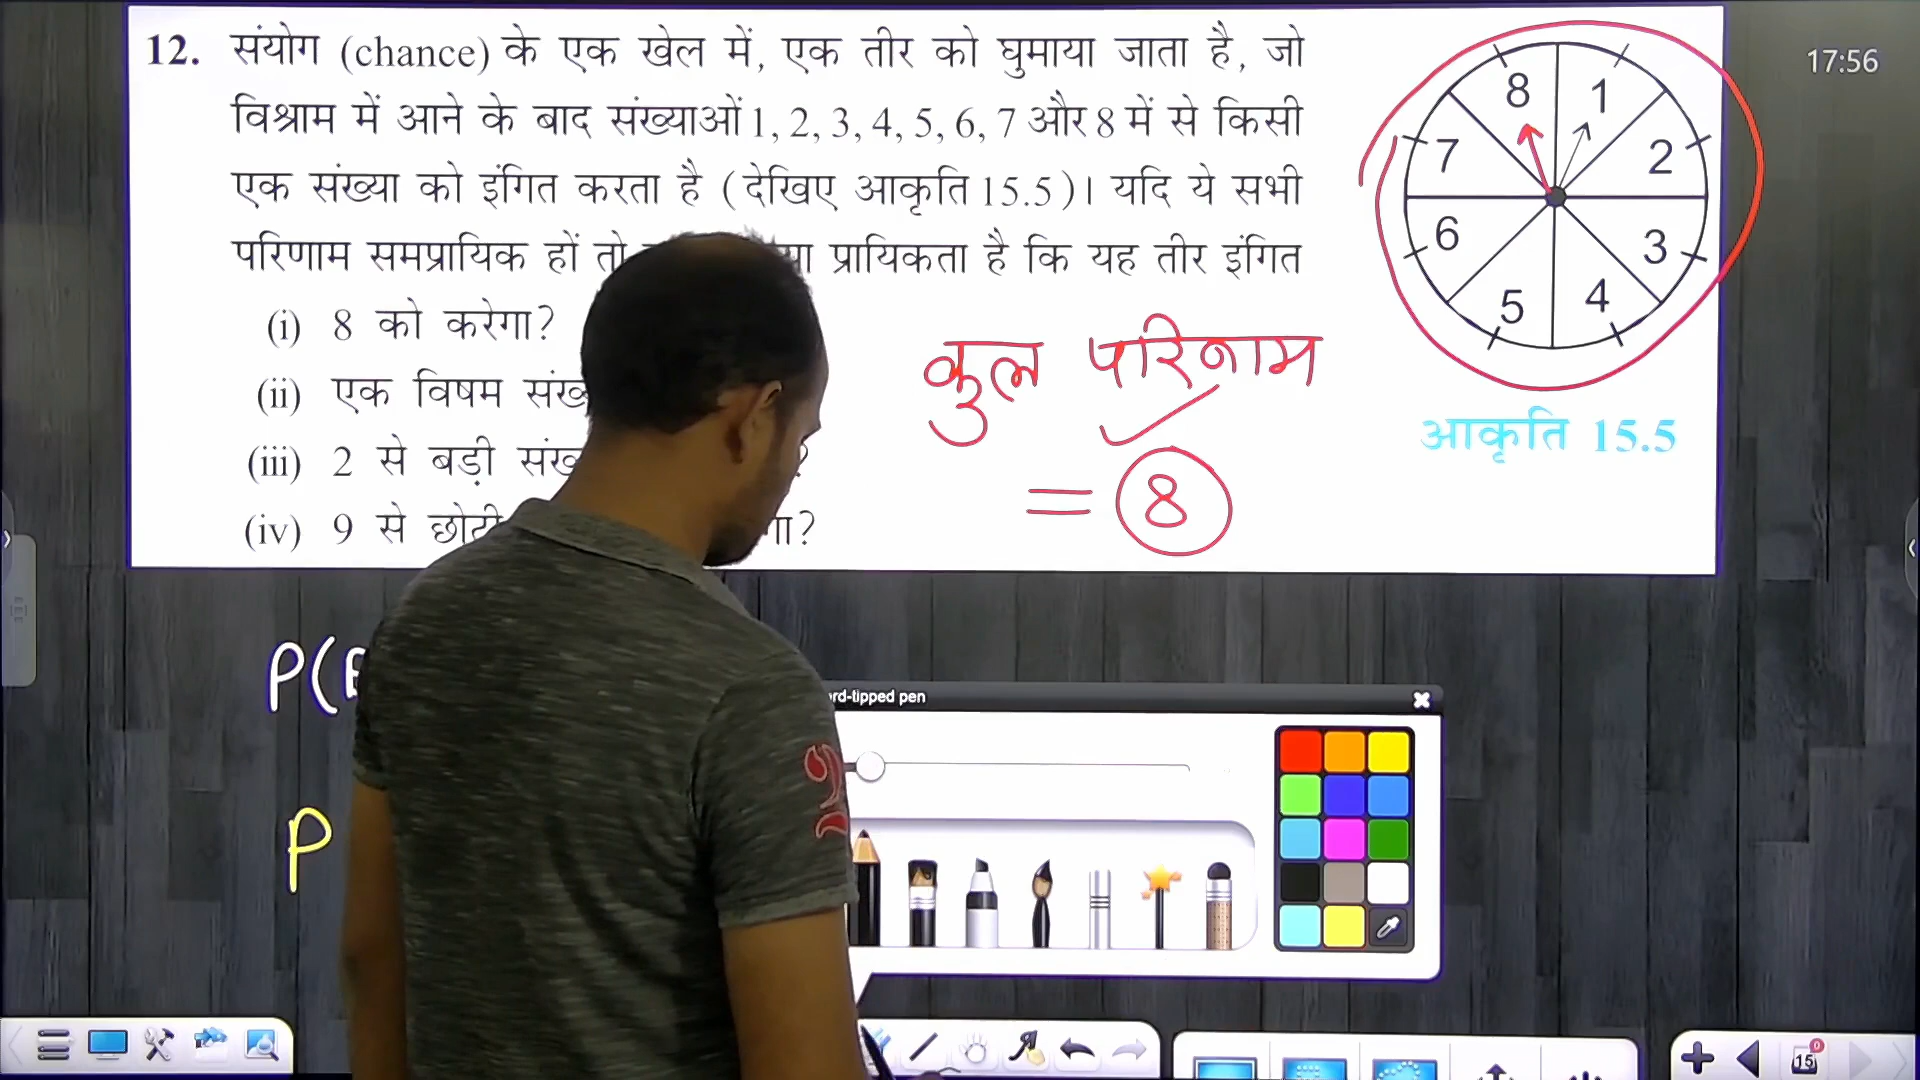 12. संयोग (chance) के एक खेल में, एक तीर को घुमाया जाता है, जो
विश्राम में आने के बाद संख्याओं 1, 2, 3, 4, 5, 6, 7 और 8 में से किसी
एक संख्या को इंगित करता है (देखिए आकृति 15.5)। यदि ये सभी
परिणाम समप्रायिक हों तो प्रायिकता है कि यह तीर इंगित
(i) 8 को करेगा?
(ii) एक विषम
(iii) 2 से बड़ी ?
(iv) 9 से
8 1
7 2
6 3
5 4
आकृति 15.5
कुल परिणाम
= 8
17:56
P(E
P
-tipped pen
15
0